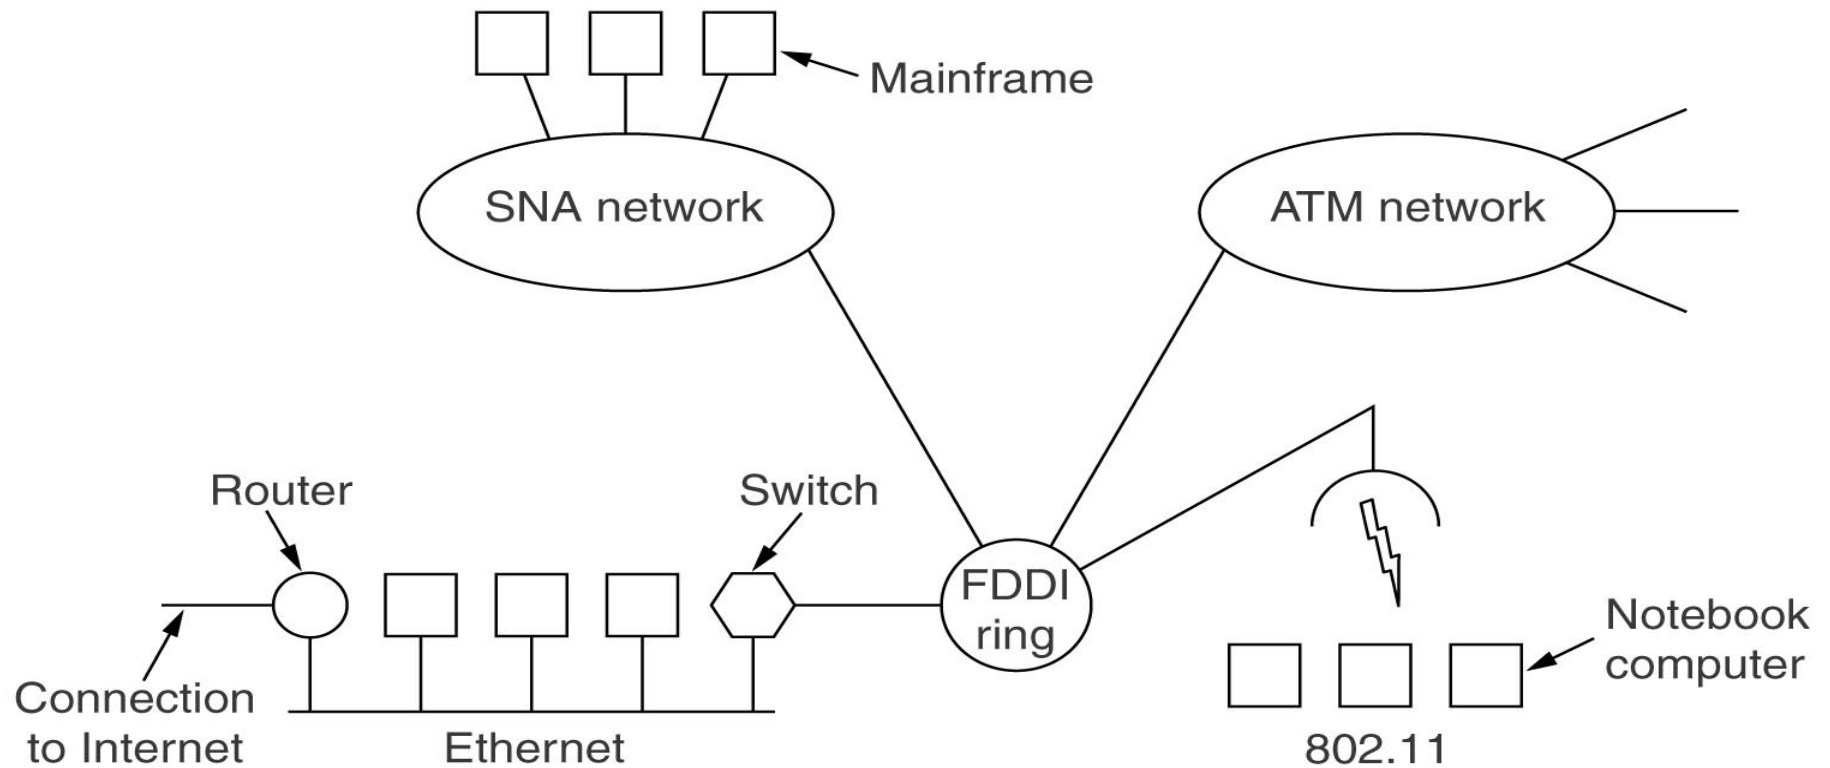 Mainframe
SNA network
ATM network
Router
Switch
FDDI
ring
Notebook
computer
Connection
to Internet
Ethernet
802.11